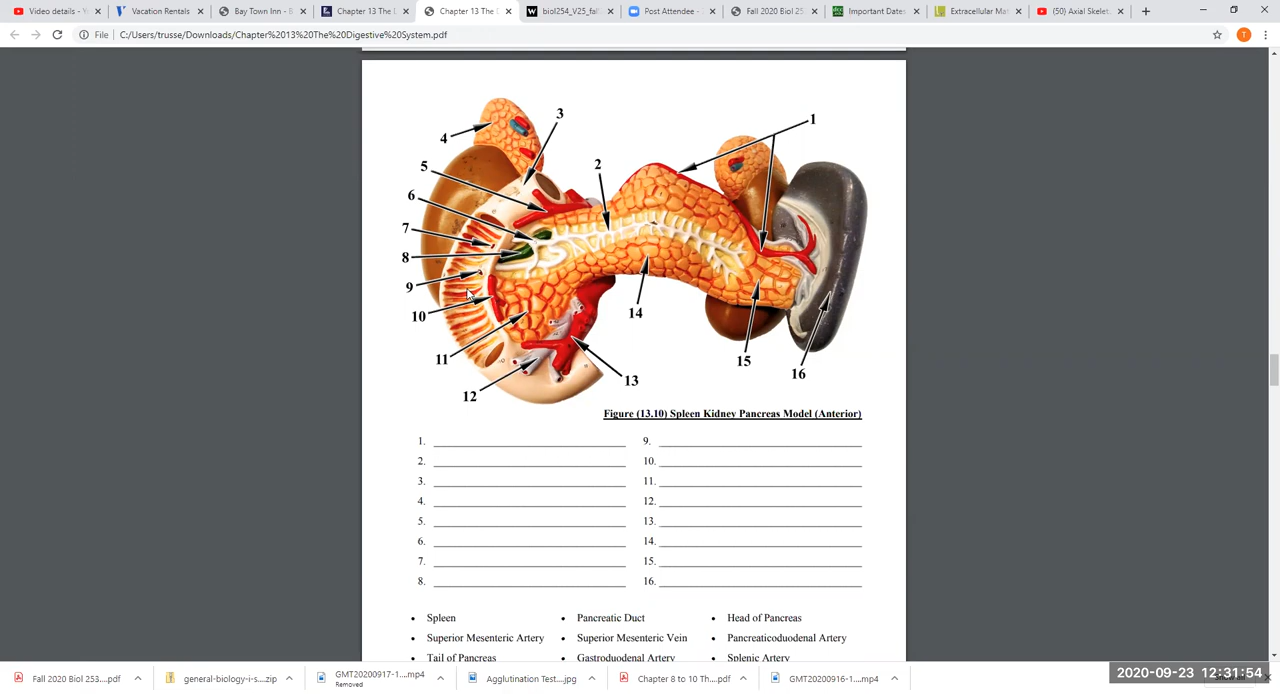 Video details - Y
Vacation Rentals
Bay Town Inn - B
Chapter 13 The D
Chapter 13 The D
biol254_V25_fal
Post Attendee -
Fall 2020 Biol 25
Important Dates
Extracellular Ma
(50) Axial Skelet
File | C:/Users/trusse/Downloads/Chapter%2013%20The%20Digestive%20System.pdf
T
3
1
4
5
2
6
7
8
9
10
14
11
15
16
12
13
Figure (13.10) Spleen Kidney Pancreas Model (Anterior)
1. 9.
2. 10.
3. 11.
4. 12.
5. 13.
6. 14.
7. 15.
8. 16.
• Spleen • Pancreatic Duct • Head of Pancreas
• Superior Mesenteric Artery • Superior Mesenteric Vein • Pancreaticoduodenal Artery
Tail of Pancreas Gastroduodenal Artery Splenic Artery
Fall 2020 Biol 253....pdf
general-biology-i-s....zip
GMT20200917-1....mp4
Removed
Agglutination Test....jpg
Chapter 8 to 10 Th....pdf
GMT20200916-1....mp4
2020-09-23 12:31:54